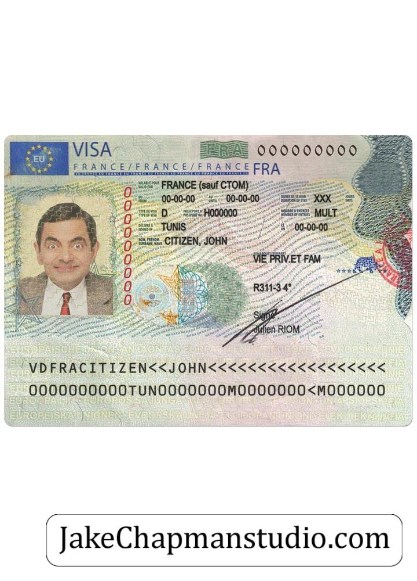 EU
VISA
FRA
000000000
FRANCE/FRANCE/FRANCE
FRA
FRANCE (sauf CTOM)
00-00-00
00-00-00
XXX
D
H000000
MULT
TUNIS
00-00-00
CITIZEN, JOHN
VIE PRIV.ET FAM
R311-3 4*
Signé
Julien RIOM
VDFRACITIZEN<<JOHN<<<<<<<<<<<<<<<<<<
0000000000TUN0000000M0000000<M000000
JakeChapmanstudio.com